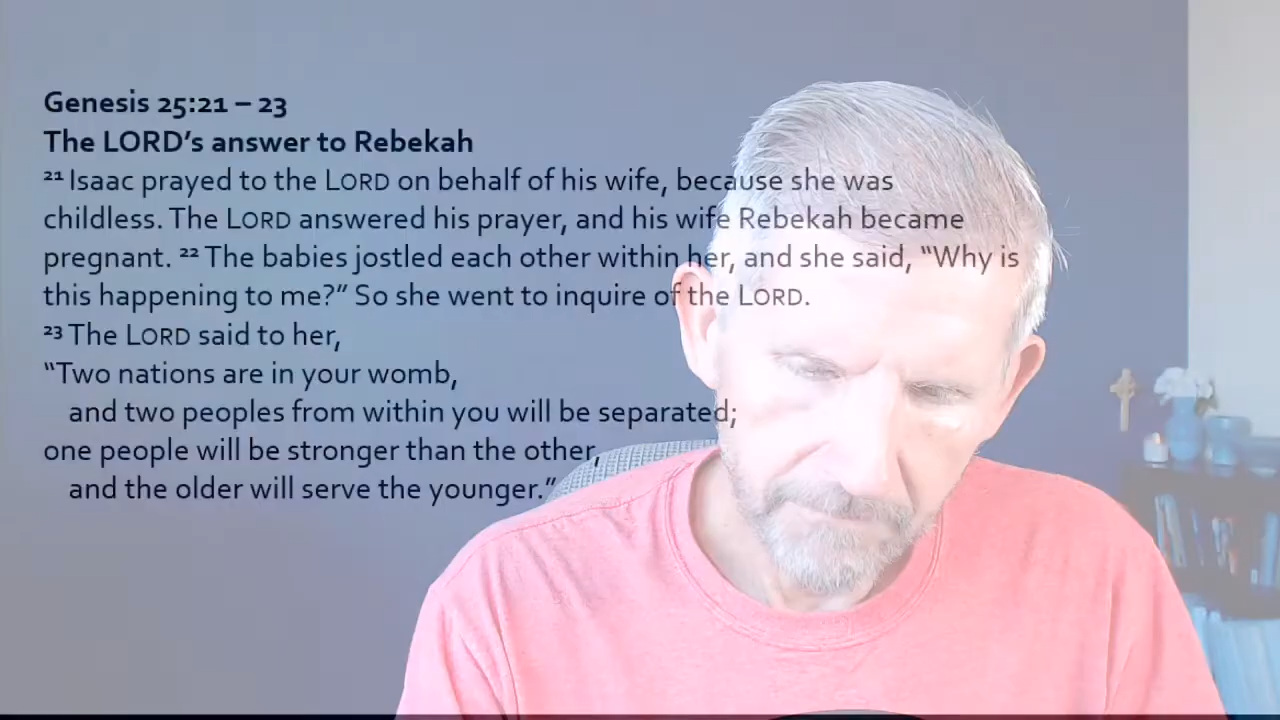 Genesis 25:21 – 23
The LORD’s answer to Rebekah
²¹ Isaac prayed to the LORD on behalf of his wife, because she was
childless. The LORD answered his prayer, and his wife Rebekah became
pregnant. ²² The babies jostled each other within her, and she said, “Why is
this happening to me?” So she went to inquire of the LORD.
²³ The LORD said to her,
“Two nations are in your womb,
and two peoples from within you will be separated;
one people will be stronger than the other,
and the older will serve the younger.”